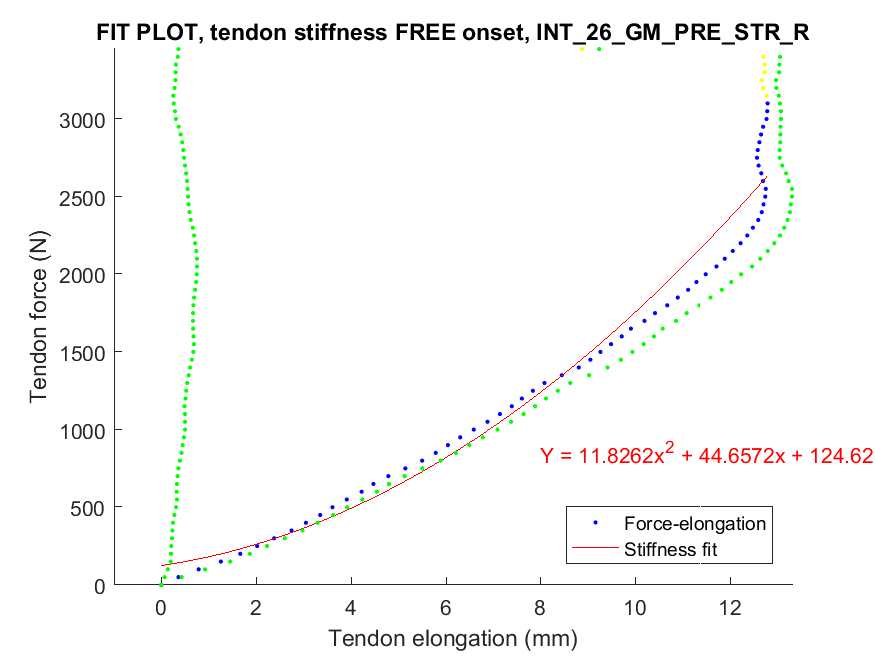 FIT PLOT, tendon stiffness FREE onset, INT_26_GM_PRE_STR_R
Tendon force (N)
3000
2500
2000
1500
1000
500
0
Y = 11.8262x² + 44.6572x + 124.62
Force-elongation
Stiffness fit
0 2 4 6 8 10 12
Tendon elongation (mm)